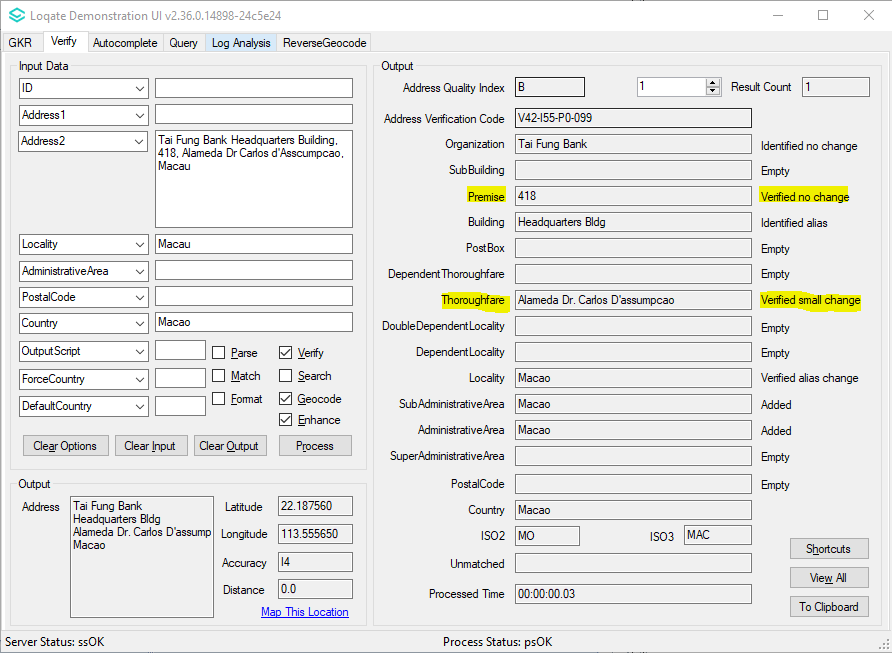 Loqate Demonstration UI v2.36.0.14898-24c5e24
GKR Verify Autocomplete Query Log Analysis ReverseGeocode
Input Data
ID
Address1
Address2
Tai Fung Bank Headquarters Building,
418, Alameda Dr Carlos d'Asscumpcao,
Macau
Locality Macau
AdministrativeArea
PostalCode
Country Macao
OutputScript Parse Verify
ForceCountry Match Search
DefaultCountry Format Geocode
Enhance
Clear Options Clear Input Clear Output Process
Output
Address
Tai Fung Bank
Headquarters Bldg
Alameda Dr. Carlos D'assump
Macao
Latitude 22.187560
Longitude 113.555650
Accuracy I4
Distance 0.0
Map This Location
Output
Address Quality Index B 1 Result Count 1
Address Verification Code V42-I55-P0-099
Organization Tai Fung Bank Identified no change
SubBuilding Empty
Premise 418 Verified no change
Building Headquarters Bldg Identified alias
PostBox Empty
DependentThoroughfare Empty
Thoroughfare Alameda Dr. Carlos D'assumpcao Verified small change
DoubleDependentLocality Empty
DependentLocality Empty
Locality Macao Verified alias change
SubAdministrativeArea Macao Added
AdministrativeArea Macao Added
SuperAdministrativeArea Empty
PostalCode Empty
Country Macao
ISO2 MO ISO3 MAC
Unmatched
Processed Time 00:00:00.03
Shortcuts
View All
To Clipboard
Server Status: ssOK Process Status: psOK